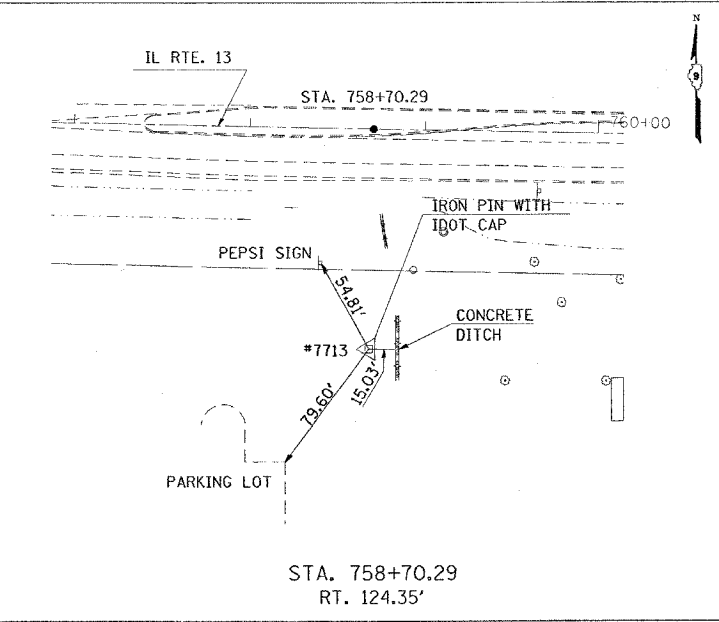 N
IL RTE. 13
9
STA. 758+70.29
760+00
P
IRON PIN WITH
IDOT CAP
PEPSI SIGN
54.81'
CONCRETE
DITCH
#7713
15.03'
79.60'
PARKING LOT
STA. 758+70.29
RT. 124.35'